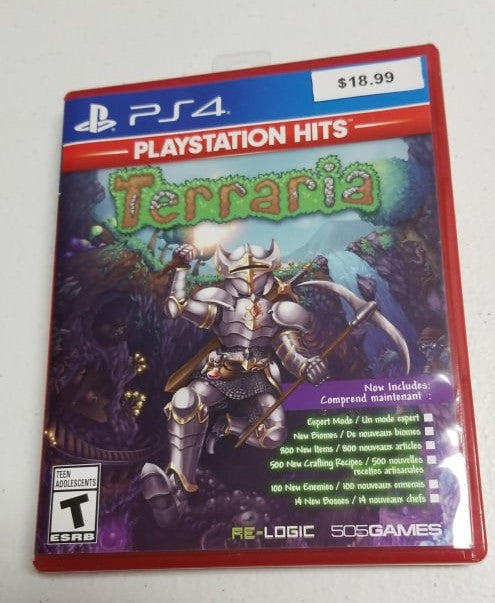 $18.99
PS4
PLAYSTATION HITS
Terraria
Now Includes:
Comprend maintenant :
Expert Mode / Un mode expert
New Biomes / De nouveaux biomes
800 New Items / 800 nouveaux articles
500 New Crafting Recipes / 500 nouvelles
recettes artisanales
100 New Enemies / 100 nouveaux ennemis
14 New Bosses / 14 nouveaux chefs
TEEN
ADOLESCENTS
T
ESRB
RE-LOGIC 505GAMES